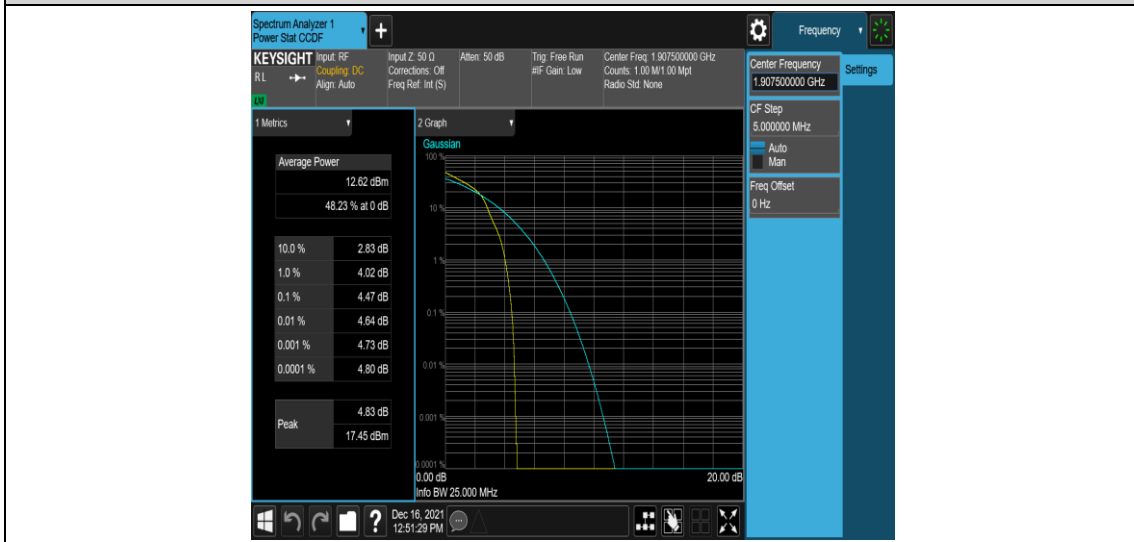 Spectrum Analyzer 1
Power Stat CCDF
+
Frequency
KEYSIGHT
RL
Input: RF
Coupling: DC
Align: Auto
Input Z: 50 Ω
Corrections: Off
Freq Ref: Int (S)
Atten: 50 dB
Trig: Free Run
#IF Gain: Low
Center Freq: 1.907500000 GHz
Counts: 1.00 M/1.00 Mpt
Radio Std: None
Center Frequency
1.907500000 GHz
Settings
CF Step
5.000000 MHz
Auto
Man
Freq Offset
0 Hz
1 Metrics
Average Power
12.62 dBm
48.23 % at 0 dB
10.0 % 2.83 dB
1.0 % 4.02 dB
0.1 % 4.47 dB
0.01 % 4.64 dB
0.001 % 4.73 dB
0.0001 % 4.80 dB
Peak
4.83 dB
17.45 dBm
2 Graph
Gaussian
100 %
10 %
1 %
0.1 %
0.01 %
0.001 %
0.0001 %
0.00 dB 20.00 dB
Info BW 25.000 MHz
?
Dec 16, 2021
12:51:29 PM